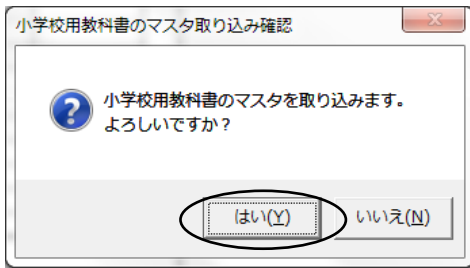 小学校用教科書のマスタ取り込み確認
小学校用教科書のマスタを取り込みます。
よろしいですか？
はい(Y)
いいえ(N)